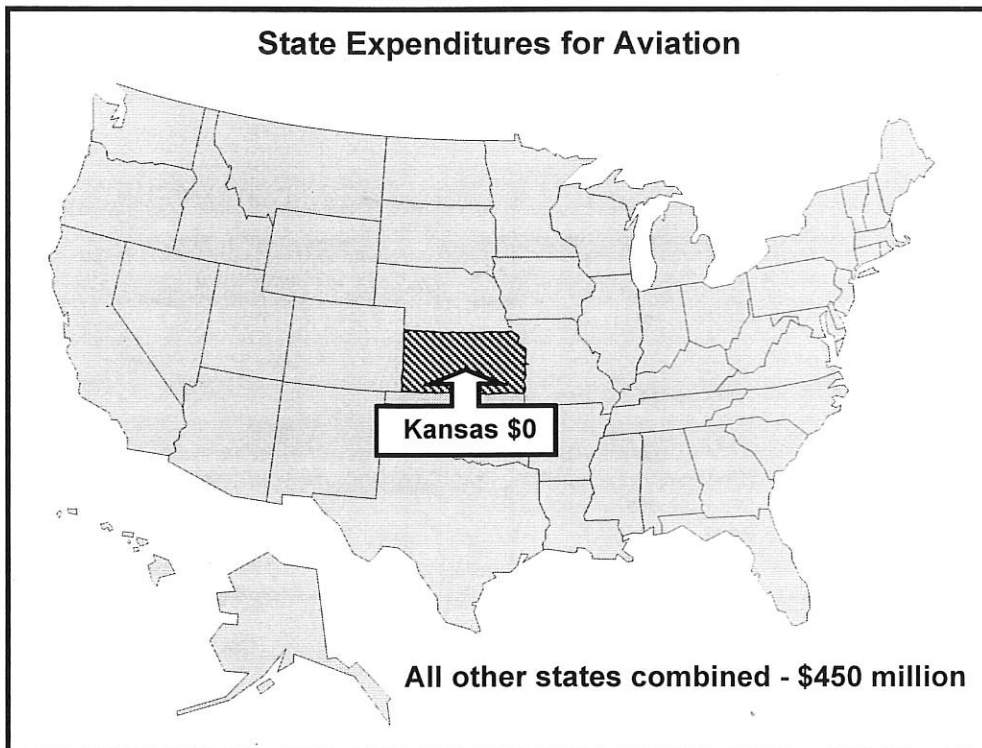 State Expenditures for Aviation
Kansas $0
All other states combined - $450 million